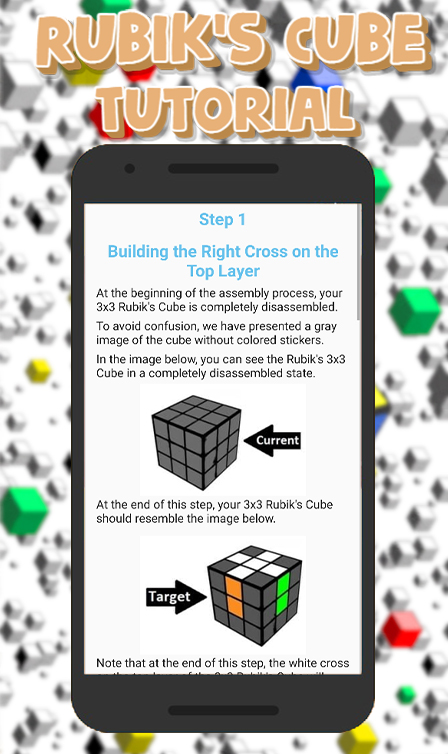 RUBIK'S CUBE
TUTORIAL
Step 1
Building the Right Cross on the
Top Layer
At the beginning of the assembly process, your
3x3 Rubik's Cube is completely disassembled.
To avoid confusion, we have presented a gray
image of the cube without colored stickers.
In the image below, you can see the Rubik's 3x3
Cube in a completely disassembled state.
Current
At the end of this step, your 3x3 Rubik's Cube
should resemble the image below.
Target
Note that at the end of this step, the white cross